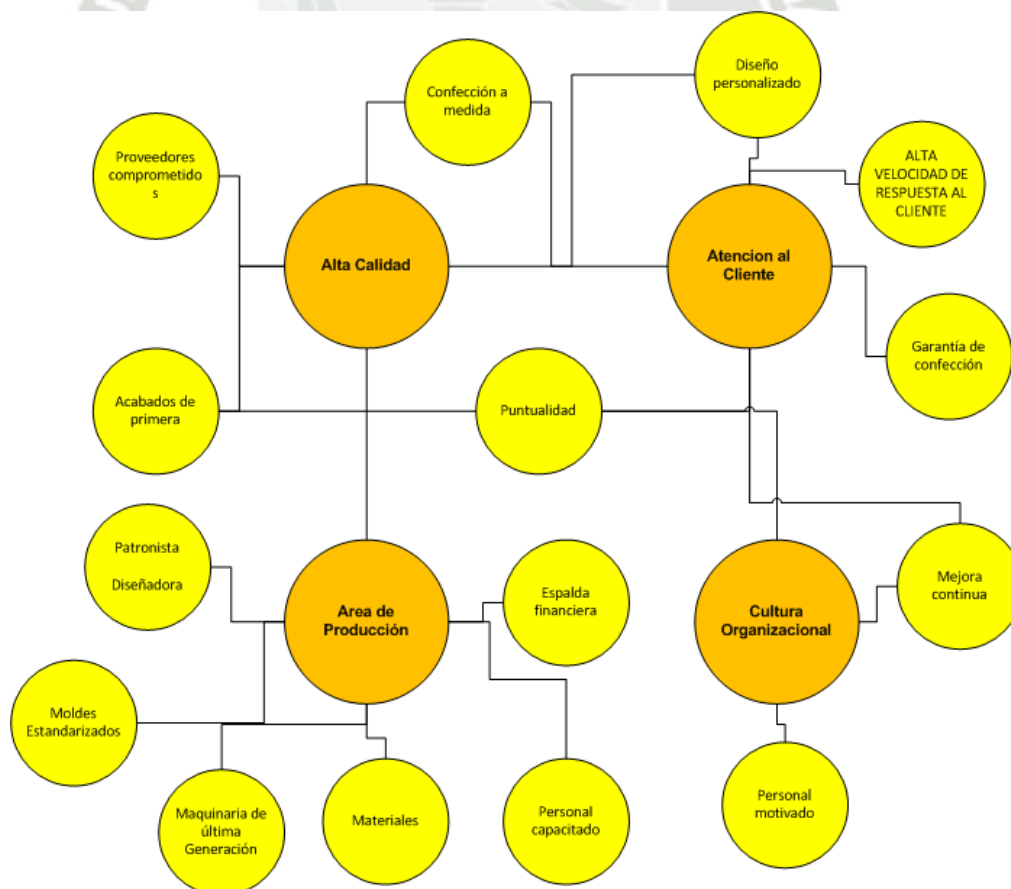 Diseño
personalizado
Confección a
medida
Proveedores
comprometido
s
ALTA
VELOCIDAD DE
RESPUESTA AL
CLIENTE
Alta Calidad
Atencion al
Cliente
Garantía de
confección
Acabados de
primera
Puntualidad
Patronista
Diseñadora
Espalda
financiera
Mejora
continua
Area de
Producción
Cultura
Organizacional
Moldes
Estandarizados
Maquinaria de
última
Generación
Materiales
Personal
capacitado
Personal
motivado